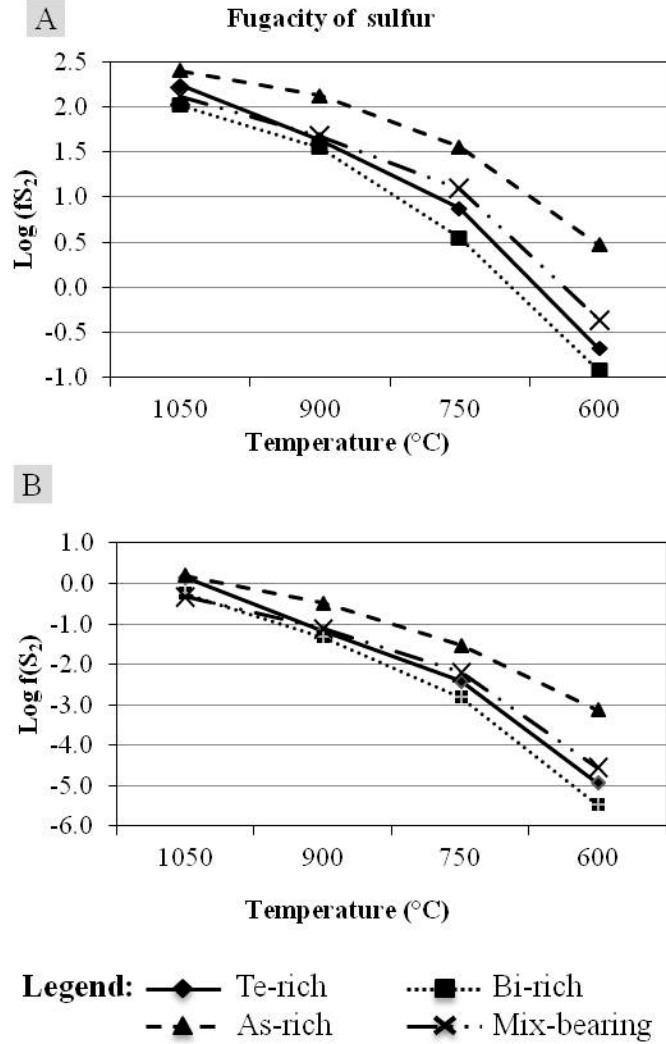 A
Fugacity of sulfur
2.5
2.0
1.5
1.0
0.5
0.0
-0.5
-1.0
Log (fS₂)
1050 900 750 600
Temperature (°C)
B
1.0
0.0
-1.0
-2.0
-3.0
-4.0
-5.0
-6.0
Log f(S₂)
1050 900 750 600
Temperature (°C)
Legend: Te-rich Bi-rich
As-rich Mix-bearing